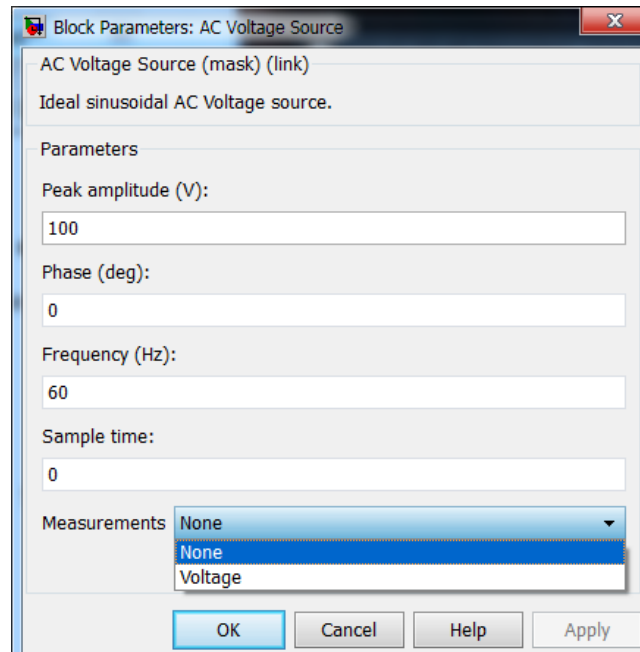 Block Parameters: AC Voltage Source
AC Voltage Source (mask) (link)
Ideal sinusoidal AC Voltage source.
Parameters
Peak amplitude (V):
100
Phase (deg):
0
Frequency (Hz):
60
Sample time:
0
Measurements None
None
Voltage
OK Cancel Help Apply